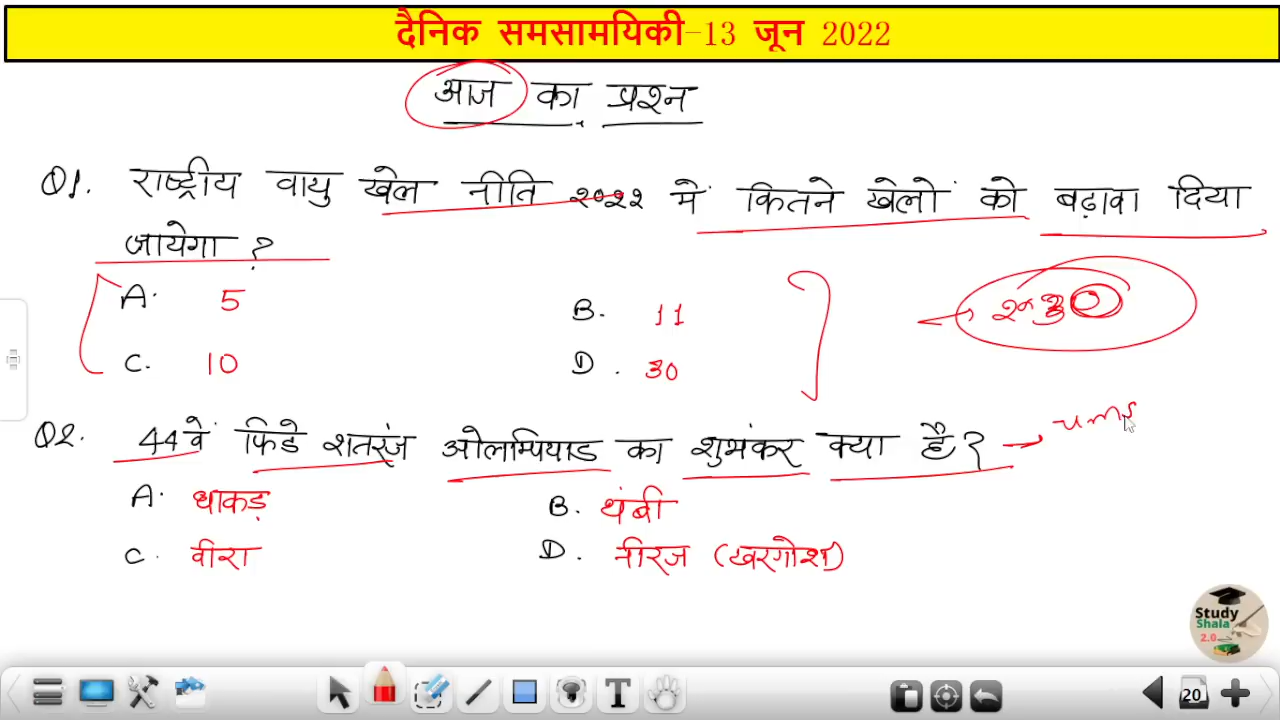 दैनिक समसामयिकी-13 जून 2022
आज का प्रश्न
Q1. राष्ट्रीय वायु खेल नीति २०२२ में कितने खेलों को बढ़ावा दिया
जायेगा ?
A. 5
B. 11
C. 10
D. 30
Q2. 44वें फिडे शतरंज ओलम्पियाड का शुभंकर क्या है ?
A. धाकड़
B. थंबी
C. वीरा
D. नीरज (खरगोश)
Study
Shala
2.0
T
20